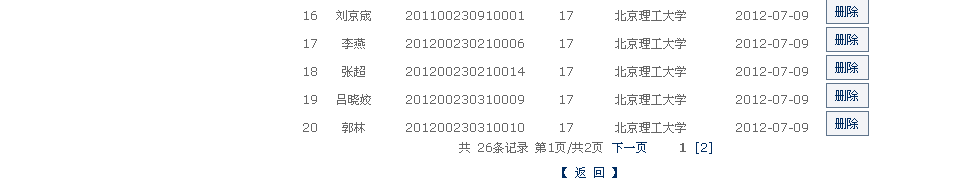 16 刘京宬 201100230910001 17 北京理工大学 2012-07-09 删除
17 李燕 201200230210006 17 北京理工大学 2012-07-09 删除
18 张超 201200230210014 17 北京理工大学 2012-07-09 删除
19 吕晓姣 201200230310009 17 北京理工大学 2012-07-09 删除
20 郭林 201200230310010 17 北京理工大学 2012-07-09 删除
共 26条记录 第1页/共2页 下一页 1 [2]
【 返 回 】